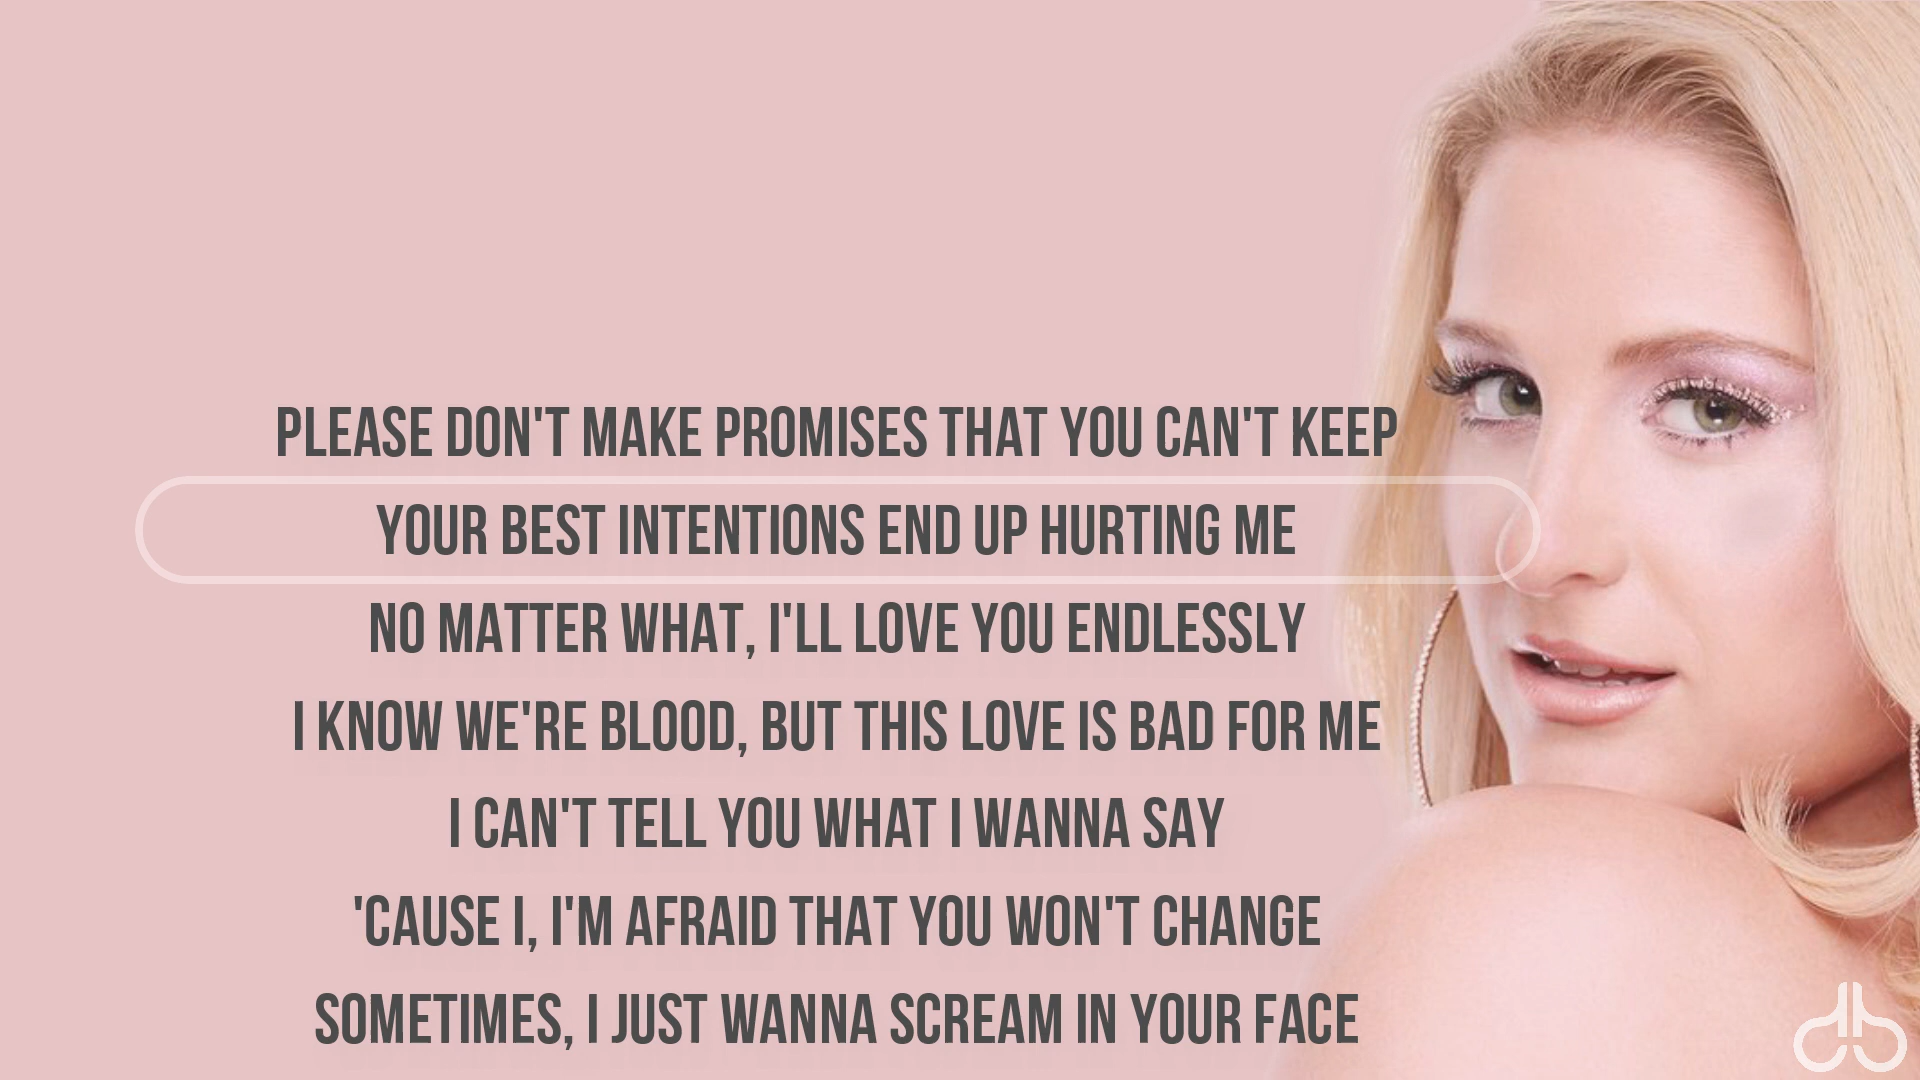 PLEASE DON'T MAKE PROMISES THAT YOU CAN'T KEEP
YOUR BEST INTENTIONS END UP HURTING ME
NO MATTER WHAT, I'LL LOVE YOU ENDLESSLY
I KNOW WE'RE BLOOD, BUT THIS LOVE IS BAD FOR ME
I CAN'T TELL YOU WHAT I WANNA SAY
'CAUSE I, I'M AFRAID THAT YOU WON'T CHANGE
SOMETIMES, I JUST WANNA SCREAM IN YOUR FACE